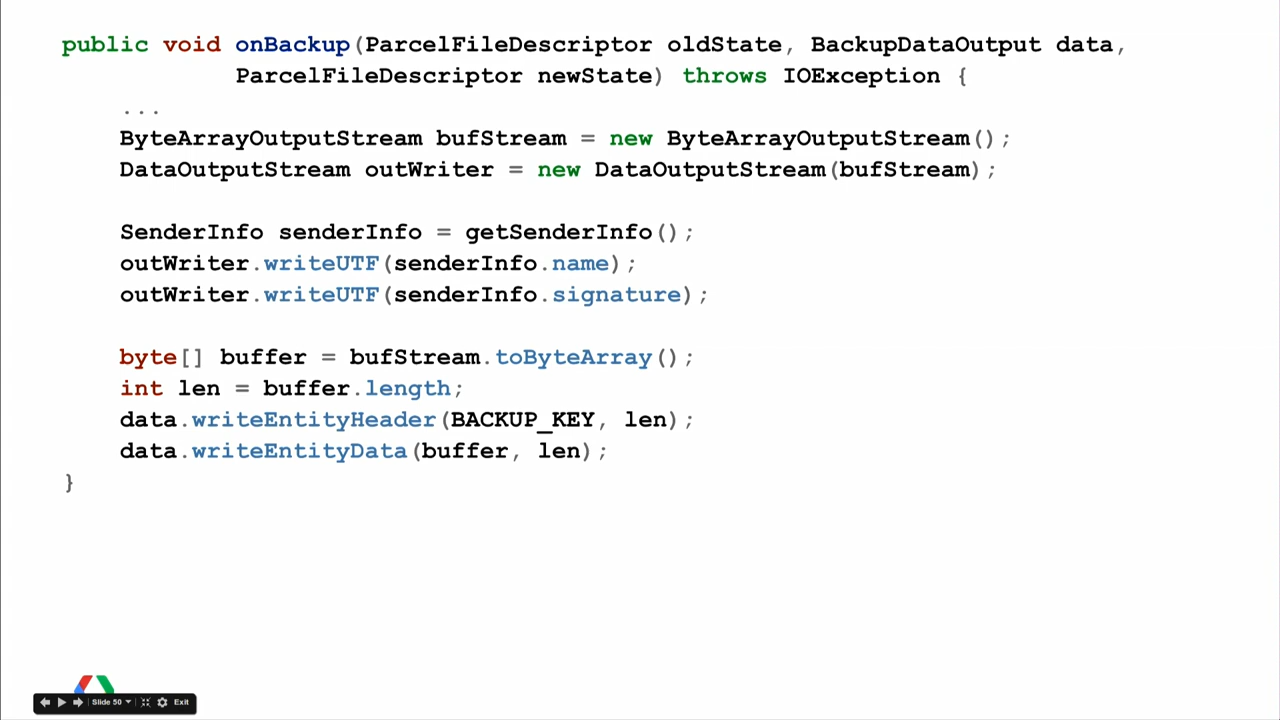 public void onBackup(ParcelFileDescriptor oldState, BackupDataOutput data,
            ParcelFileDescriptor newState) throws IOException {
    ...
    ByteArrayOutputStream bufStream = new ByteArrayOutputStream();
    DataOutputStream outWriter = new DataOutputStream(bufStream);

    SenderInfo senderInfo = getSenderInfo();
    outWriter.writeUTF(senderInfo.name);
    outWriter.writeUTF(senderInfo.signature);

    byte[] buffer = bufStream.toByteArray();
    int len = buffer.length;
    data.writeEntityHeader(BACKUP_KEY, len);
    data.writeEntityData(buffer, len);
}
Slide 50 Exit